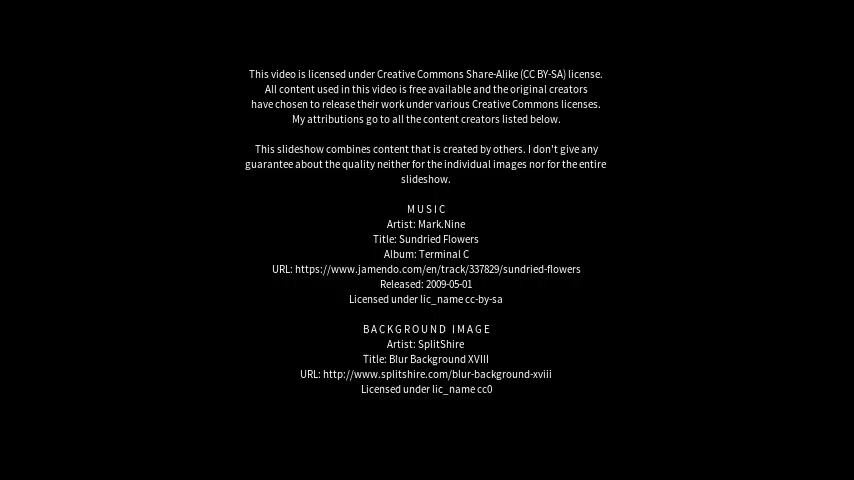 This video is licensed under Creative Commons Share-Alike (CC BY-SA) license.
All content used in this video is free available and the original creators
have chosen to release their work under various Creative Commons licenses.
My attributions go to all the content creators listed below.
This slideshow combines content that is created by others. I don't give any
guarantee about the quality neither for the individual images nor for the entire
slideshow.
MUSIC
Artist: Mark.Nine
Title: Sundried Flowers
Album: Terminal C
URL: https://www.jamendo.com/en/track/337829/sundried-flowers
Released: 2009-05-01
Licensed under lic_name cc-by-sa
BACKGROUND IMAGE
Artist: SplitShire
Title: Blur Background XVIII
URL: http://www.splitshire.com/blur-background-xviii
Licensed under lic_name cc0